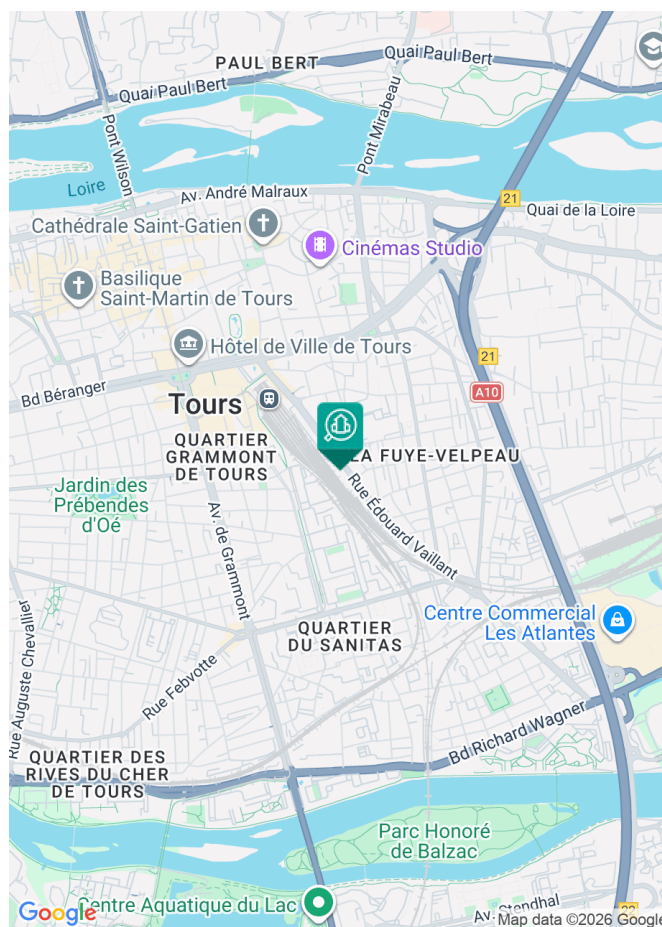 PAUL BERT
Quai Paul Bert
Quai Paul Bert
Pont Wilson
Pont Mirabeau
Loire
Av. André Malraux
21
Quai de la Loire
Cathédrale Saint-Gatien
Cinémas Studio
Basilique
Saint-Martin de Tours
Hôtel de Ville de Tours
21
Bd Béranger
A10
Tours
QUARTIER
GRAMMONT
DE TOURS
LA FUYE-VELPEAU
Jardin des
Prébendes
d'Oé
Rue Édouard Vaillant
Av. de Grammont
Centre Commercial
Les Atlantes
QUARTIER
DU SANITAS
Rue Auguste Chevallier
Rue Febvotte
Bd Richard Wagner
QUARTIER DES
RIVES DU CHER
DE TOURS
Parc Honoré
de Balzac
Centre Aquatique du Lac
Av. Stendhal
Google
Map data ©2026 Google